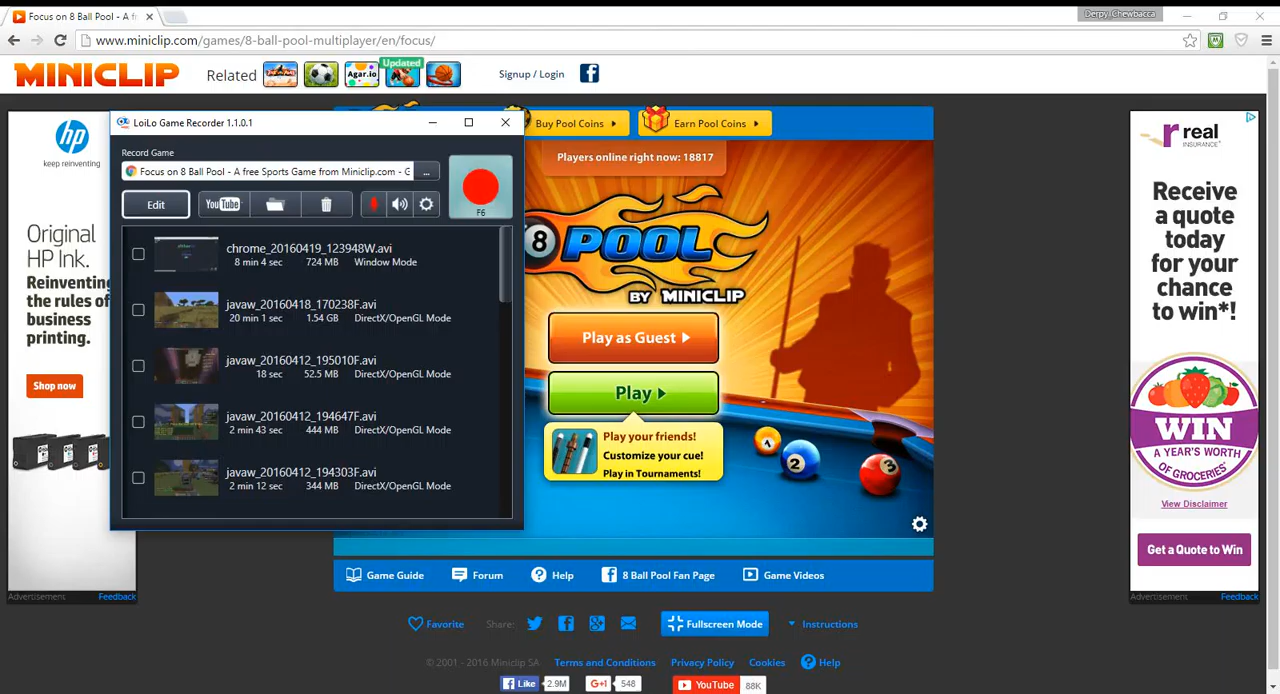 Focus on 8 Ball Pool - A fr
Derpy Chewbacca
www.miniclip.com/games/8-ball-pool-multiplayer/en/focus/
MINICLIP
Related
Agar.io
Updated
Signup / Login
hp
keep reinventing
Original
HP Ink.
Reinventing
the rules of
business
printing.
Shop now
Advertisement
Feedback
LoiLo Game Recorder 1.1.0.1
Record Game
Focus on 8 Ball Pool - A free Sports Game from Miniclip.com - G
...
Edit
YouTube
F6
chrome_20160419_123948W.avi
8 min 4 sec 724 MB Window Mode
javaw_20160418_170238F.avi
20 min 1 sec 1.54 GB DirectX/OpenGL Mode
javaw_20160412_195010F.avi
18 sec 52.5 MB DirectX/OpenGL Mode
javaw_20160412_194647F.avi
2 min 43 sec 444 MB DirectX/OpenGL Mode
javaw_20160412_194303F.avi
2 min 12 sec 344 MB DirectX/OpenGL Mode
Buy Pool Coins
Earn Pool Coins
Players online right now: 18817
8 POOL
BY MINICLIP
Play as Guest
Play
Play your friends!
Customize your cue!
Play in Tournaments!
2
3
Game Guide
Forum
Help
8 Ball Pool Fan Page
Game Videos
Favorite
Share:
Fullscreen Mode
Instructions
© 2001 - 2016 Miniclip SA
Terms and Conditions
Privacy Policy
Cookies
Help
Like 2.9M
G+1 548
YouTube 88K
real
INSURANCE
Receive
a quote
today
for your
chance
to win*!
WIN
A YEAR'S WORTH
OF GROCERIES
View Disclaimer
Get a Quote to Win
Advertisement
Feedback